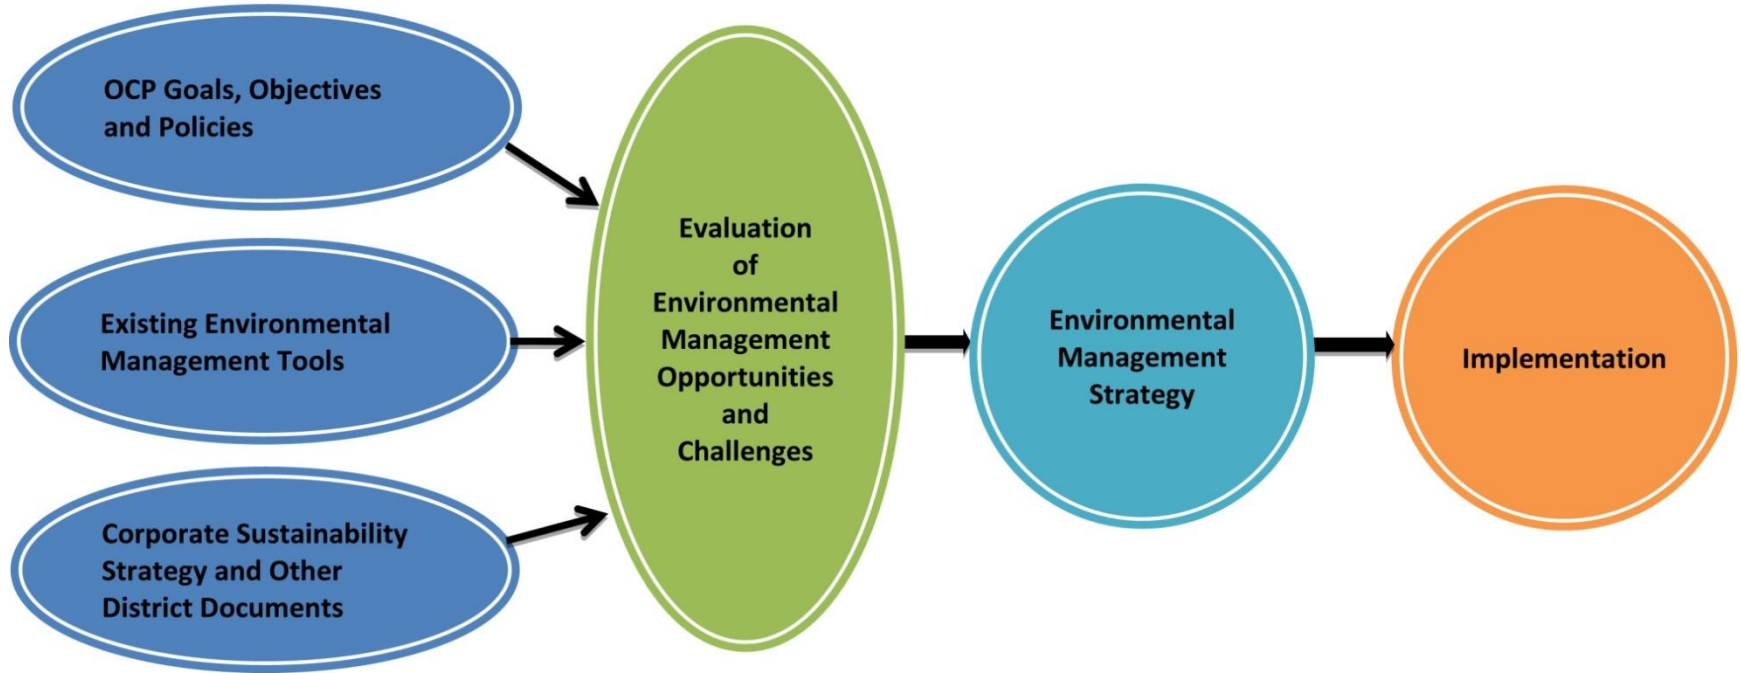 OCP Goals, Objectives
and Policies
Existing Environmental
Management Tools
Corporate Sustainability
Strategy and Other
District Documents
Evaluation
of
Environmental
Management
Opportunities
and
Challenges
Environmental
Management
Strategy
Implementation